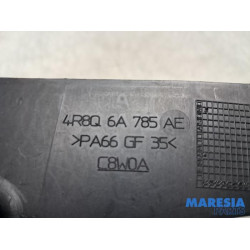 4R8Q 6A 785 AE
>PA66 GF 35<
C8W0A
MARESIA